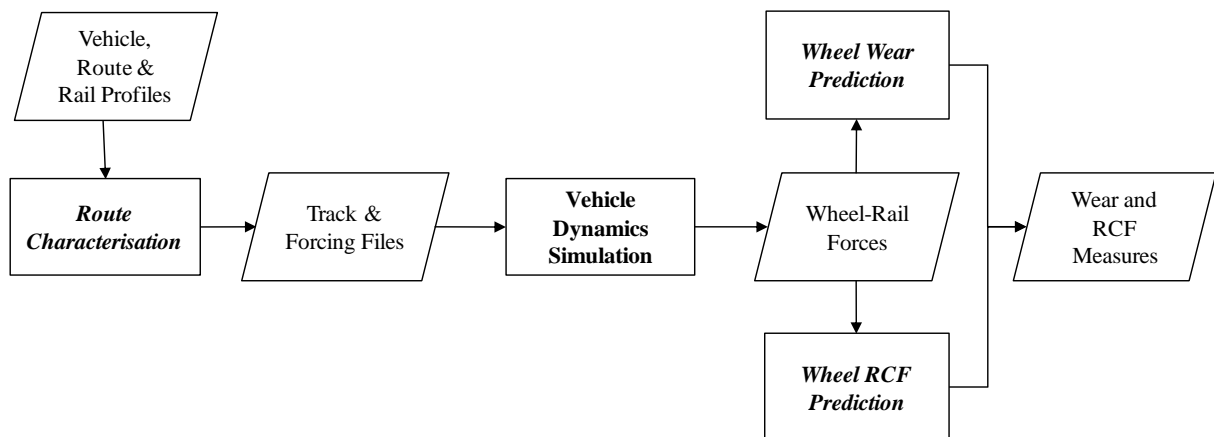 Vehicle,
Route &
Rail Profiles
Route
Characterisation
Track &
Forcing Files
Vehicle
Dynamics
Simulation
Wheel-Rail
Forces
Wheel Wear
Prediction
Wheel RCF
Prediction
Wear and
RCF
Measures